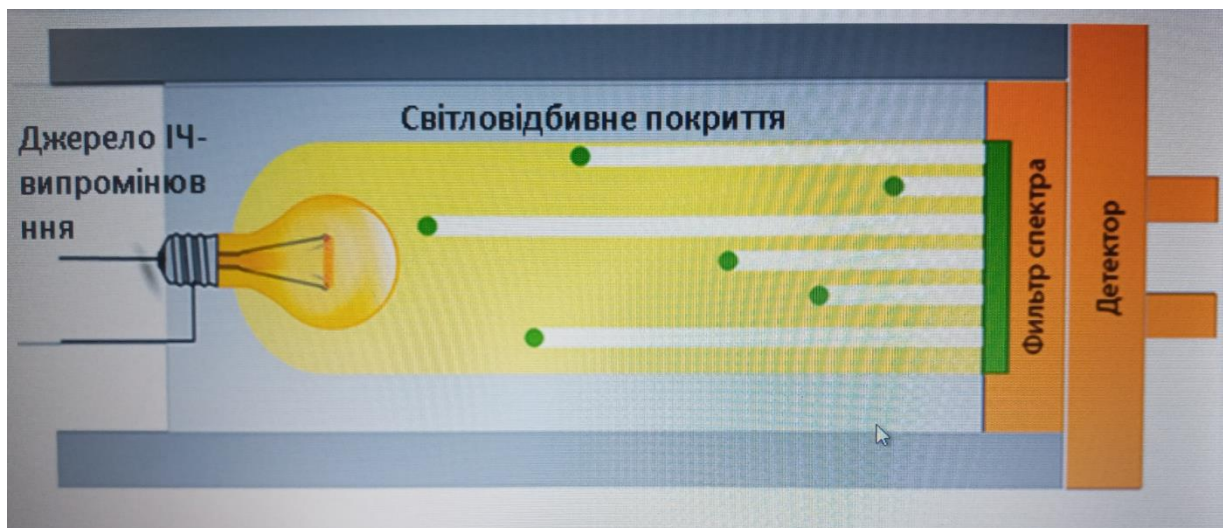 Світловідбивне покриття
Джерело ІЧ-
випромінюв
ння
Фильтр спектра
Детектор